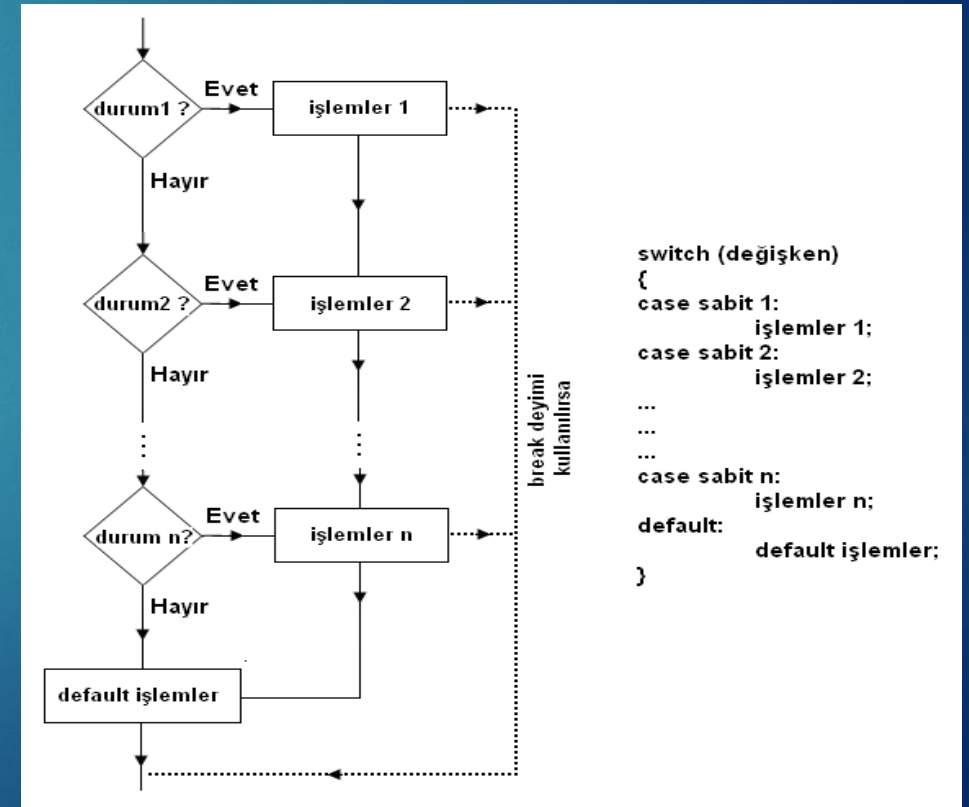 durum1 ?
Evet
işlemler 1
Hayır
durum2 ?
Evet
işlemler 2
Hayır
durum n?
Evet
işlemler n
Hayır
default işlemler
break deyimi
kullanılırsa
switch (değişken)
{
case sabit 1:
işlemler 1;
case sabit 2:
işlemler 2;
...
...
...
case sabit n:
işlemler n;
default:
default işlemler;
}